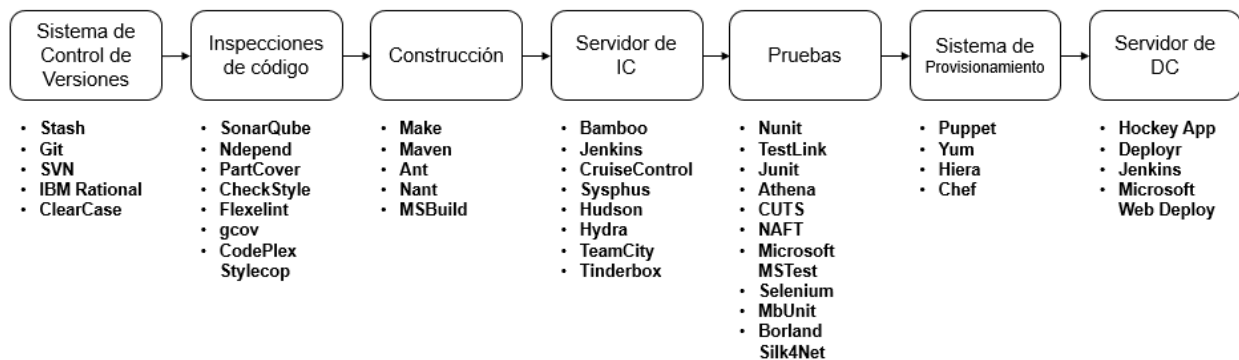 Sistema de
Control de
Versiones
Inspecciones
de código
Construcción
Servidor de
IC
Pruebas
Sistema de
Provisionamiento
Servidor de
DC
• Stash
• Git
• SVN
• IBM Rational
• ClearCase
• SonarQube
• Ndepend
• PartCover
• CheckStyle
• Flexelint
• gcov
• CodePlex
Stylecop
• Make
• Maven
• Ant
• Nant
• MSBuild
• Bamboo
• Jenkins
• CruiseControl
• Sysphus
• Hudson
• Hydra
• TeamCity
• Tinderbox
• Nunit
• TestLink
• Junit
• Athena
• CUTS
• NAFT
• Microsoft
MSTest
• Selenium
• MbUnit
• Borland
Silk4Net
• Puppet
• Yum
• Hiera
• Chef
• Hockey App
• Deployr
• Jenkins
• Microsoft
Web Deploy